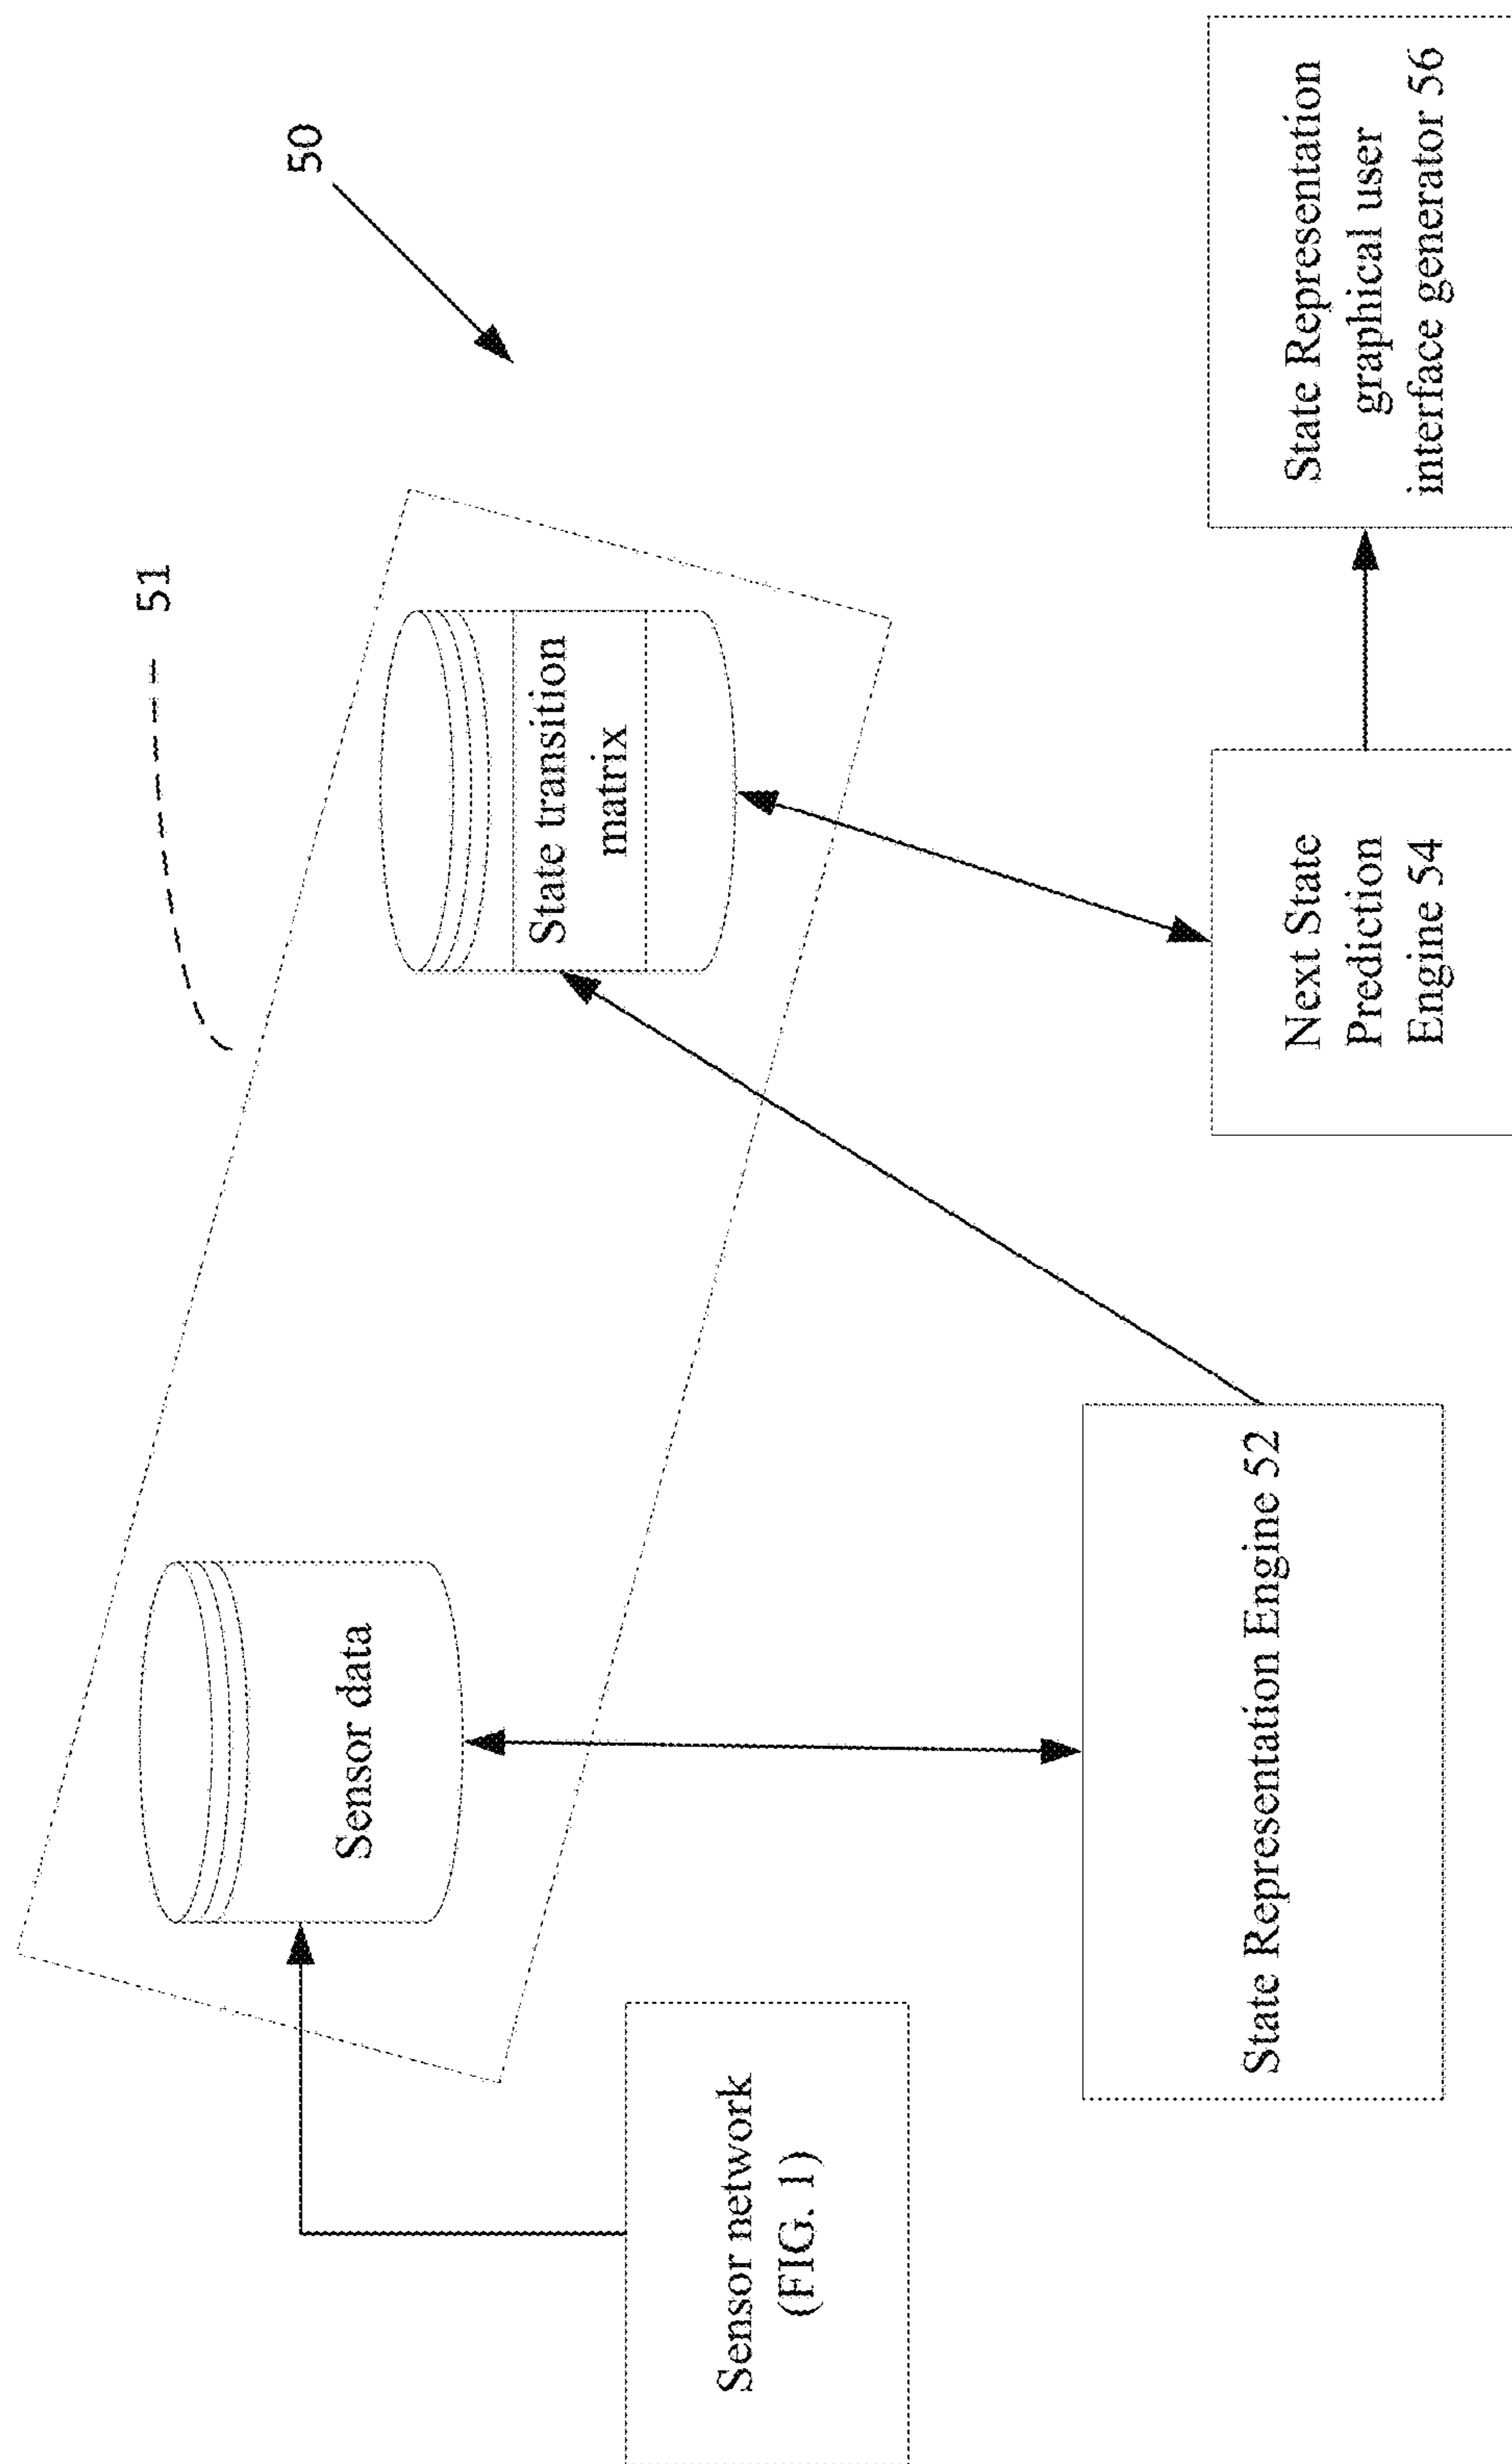 50
51
Sensor data
State transition
matrix
Sensor network
(FIG. 1)
State Representation Engine 52
Next State
Prediction
Engine 54
State Representation
graphical user
interface generator 56